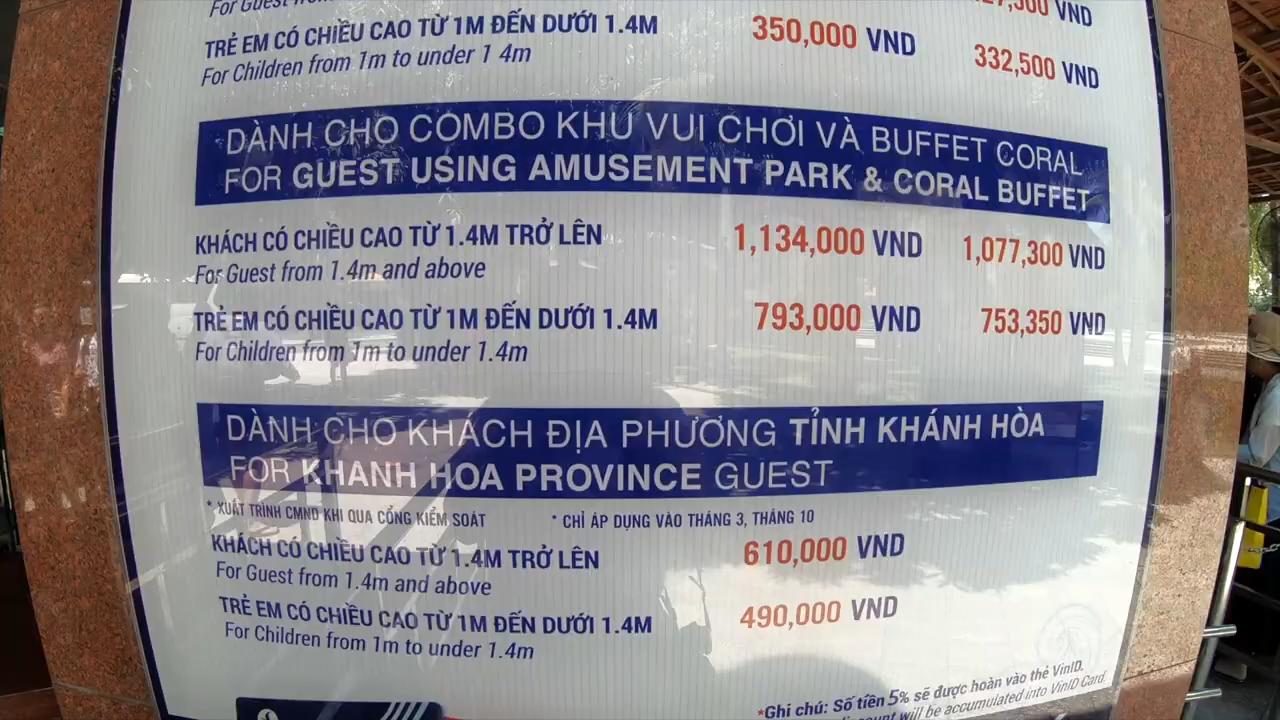 For Guest from
VND
TRẺ EM CÓ CHIỀU CAO TỪ 1M ĐẾN DƯỚI 1.4M 350,000 VND 332,500 VND
For Children from 1m to under 1 4m
DÀNH CHO COMBO KHU VUI CHƠI VÀ BUFFET CORAL
FOR GUEST USING AMUSEMENT PARK & CORAL BUFFET
KHÁCH CÓ CHIỀU CAO TỪ 1.4M TRỞ LÊN 1,134,000 VND 1,077,300 VND
For Guest from 1.4m and above
TRẺ EM CÓ CHIỀU CAO TỪ 1M ĐẾN DƯỚI 1.4M 793,000 VND 753,350 VND
For Children from 1m to under 1.4m
DÀNH CHO KHÁCH ĐỊA PHƯƠNG TỈNH KHÁNH HÒA
FOR KHANH HOA PROVINCE GUEST
* XUẤT TRÌNH CMND KHI QUA CỔNG KIỂM SOÁT * CHỈ ÁP DỤNG VÀO THÁNG 3, THÁNG 10
KHÁCH CÓ CHIỀU CAO TỪ 1.4M TRỞ LÊN 610,000 VND
For Guest from 1.4m and above
TRẺ EM CÓ CHIỀU CAO TỪ 1M ĐẾN DƯỚI 1.4M 490,000 VND
For Children from 1m to under 1.4m
*Ghi chú: Số tiền 5% sẽ được hoàn vào thẻ VinID.
will be accumulated into VinID Card.